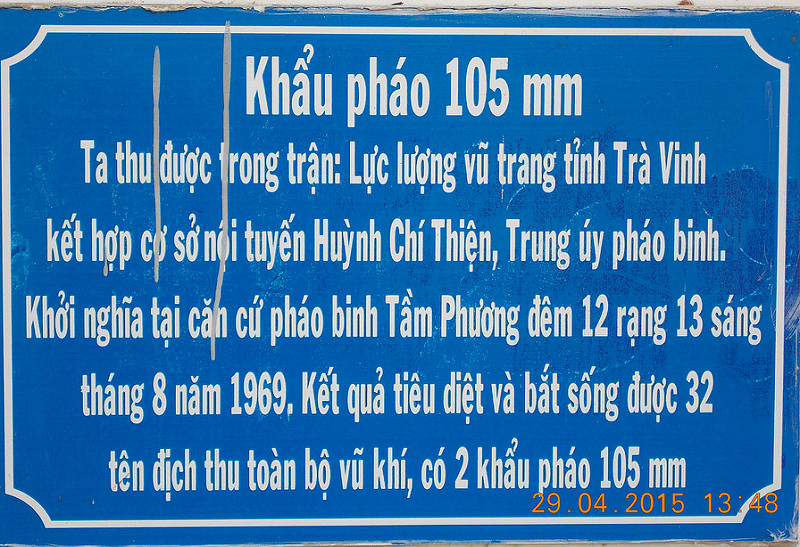 Khẩu pháo 105 mm
Ta thu được trong trận: Lực lượng vũ trang tỉnh Trà Vinh
kết hợp cơ sở nội tuyến Huỳnh Chí Thiện, Trung úy pháo binh.
Khởi nghĩa tại căn cứ pháo binh Tầm Phương đêm 12 rạng 13 sáng
tháng 8 năm 1969. Kết quả tiêu diệt và bắt sống được 32
tên địch thu toàn bộ vũ khí, có 2 khẩu pháo 105 mm
29.04.2015 13:48